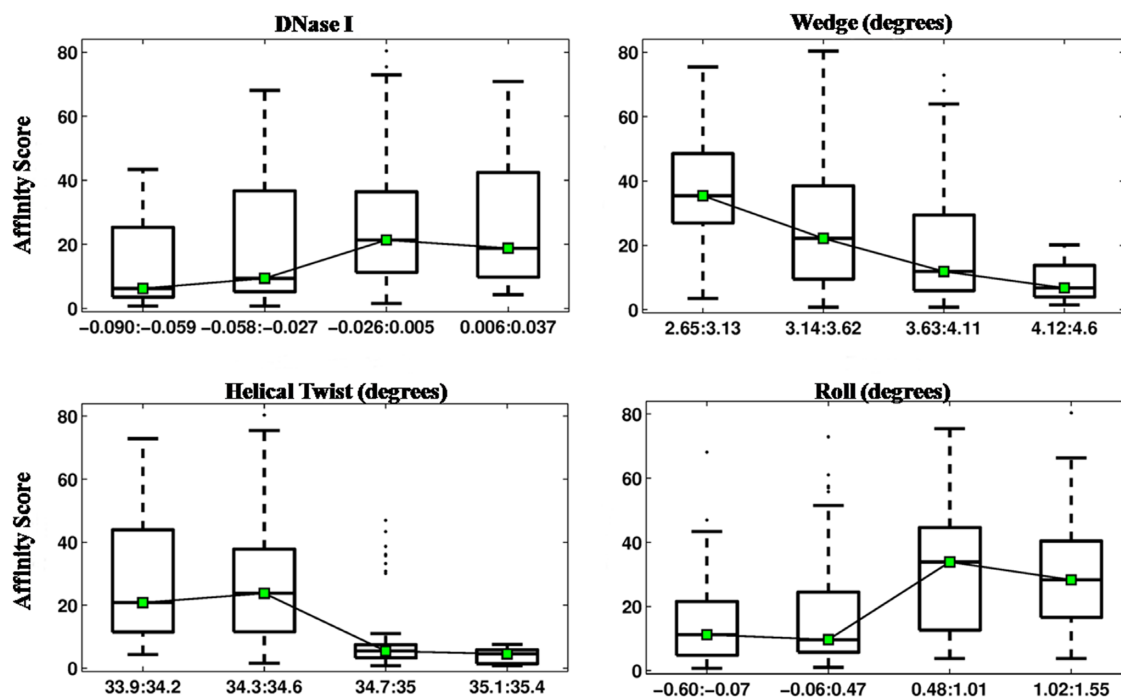 DNase I
Wedge (degrees)
Affinity Score
80
60
40
20
0
−0.090:−0.059 −0.058:−0.027 −0.026:0.005 0.006:0.037
80
60
40
20
0
2.65:3.13 3.14:3.62 3.63:4.11 4.12:4.6
Helical Twist (degrees)
Roll (degrees)
Affinity Score
80
60
40
20
0
33.9:34.2 34.33:34.6 34.7:35 35.1:35.4
80
60
40
20
0
−0.60:−0.07 −0.06:0.47 0.48:1.01 1.02:1.55